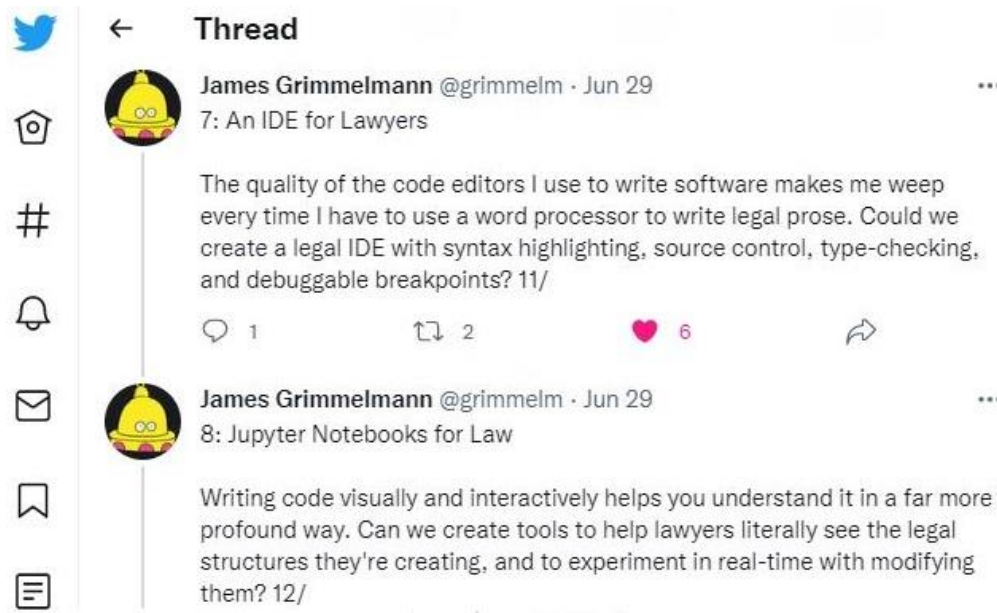 Thread
James Grimmelmann @grimmelm · Jun 29
7: An IDE for Lawyers
The quality of the code editors I use to write software makes me weep
every time I have to use a word processor to write legal prose. Could we
create a legal IDE with syntax highlighting, source control, type-checking,
and debuggable breakpoints? 11/
1 2 6
James Grimmelmann @grimmelm · Jun 29
8: Jupyter Notebooks for Law
Writing code visually and interactively helps you understand it in a far more
profound way. Can we create tools to help lawyers literally see the legal
structures they're creating, and to experiment in real-time with modifying
them? 12/